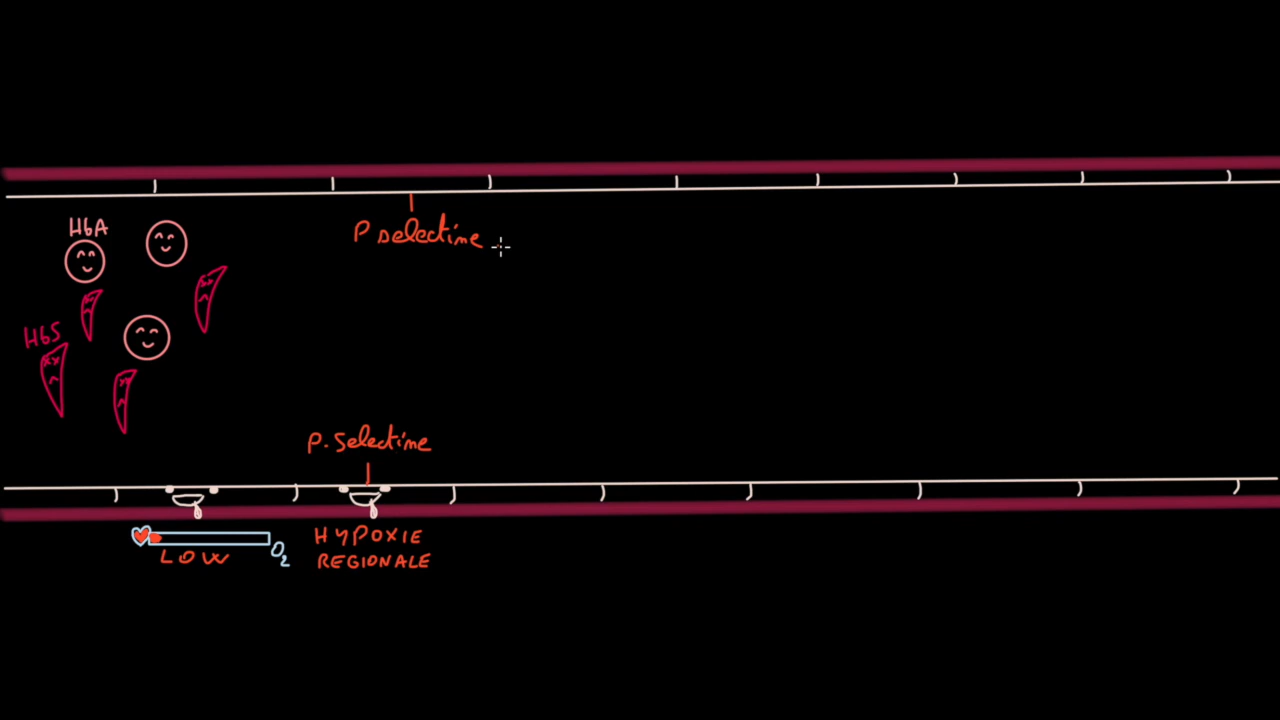 HbA
P selectine
HbS
P. Selectine
LOW
O2
HYPOXIE
REGIONALE